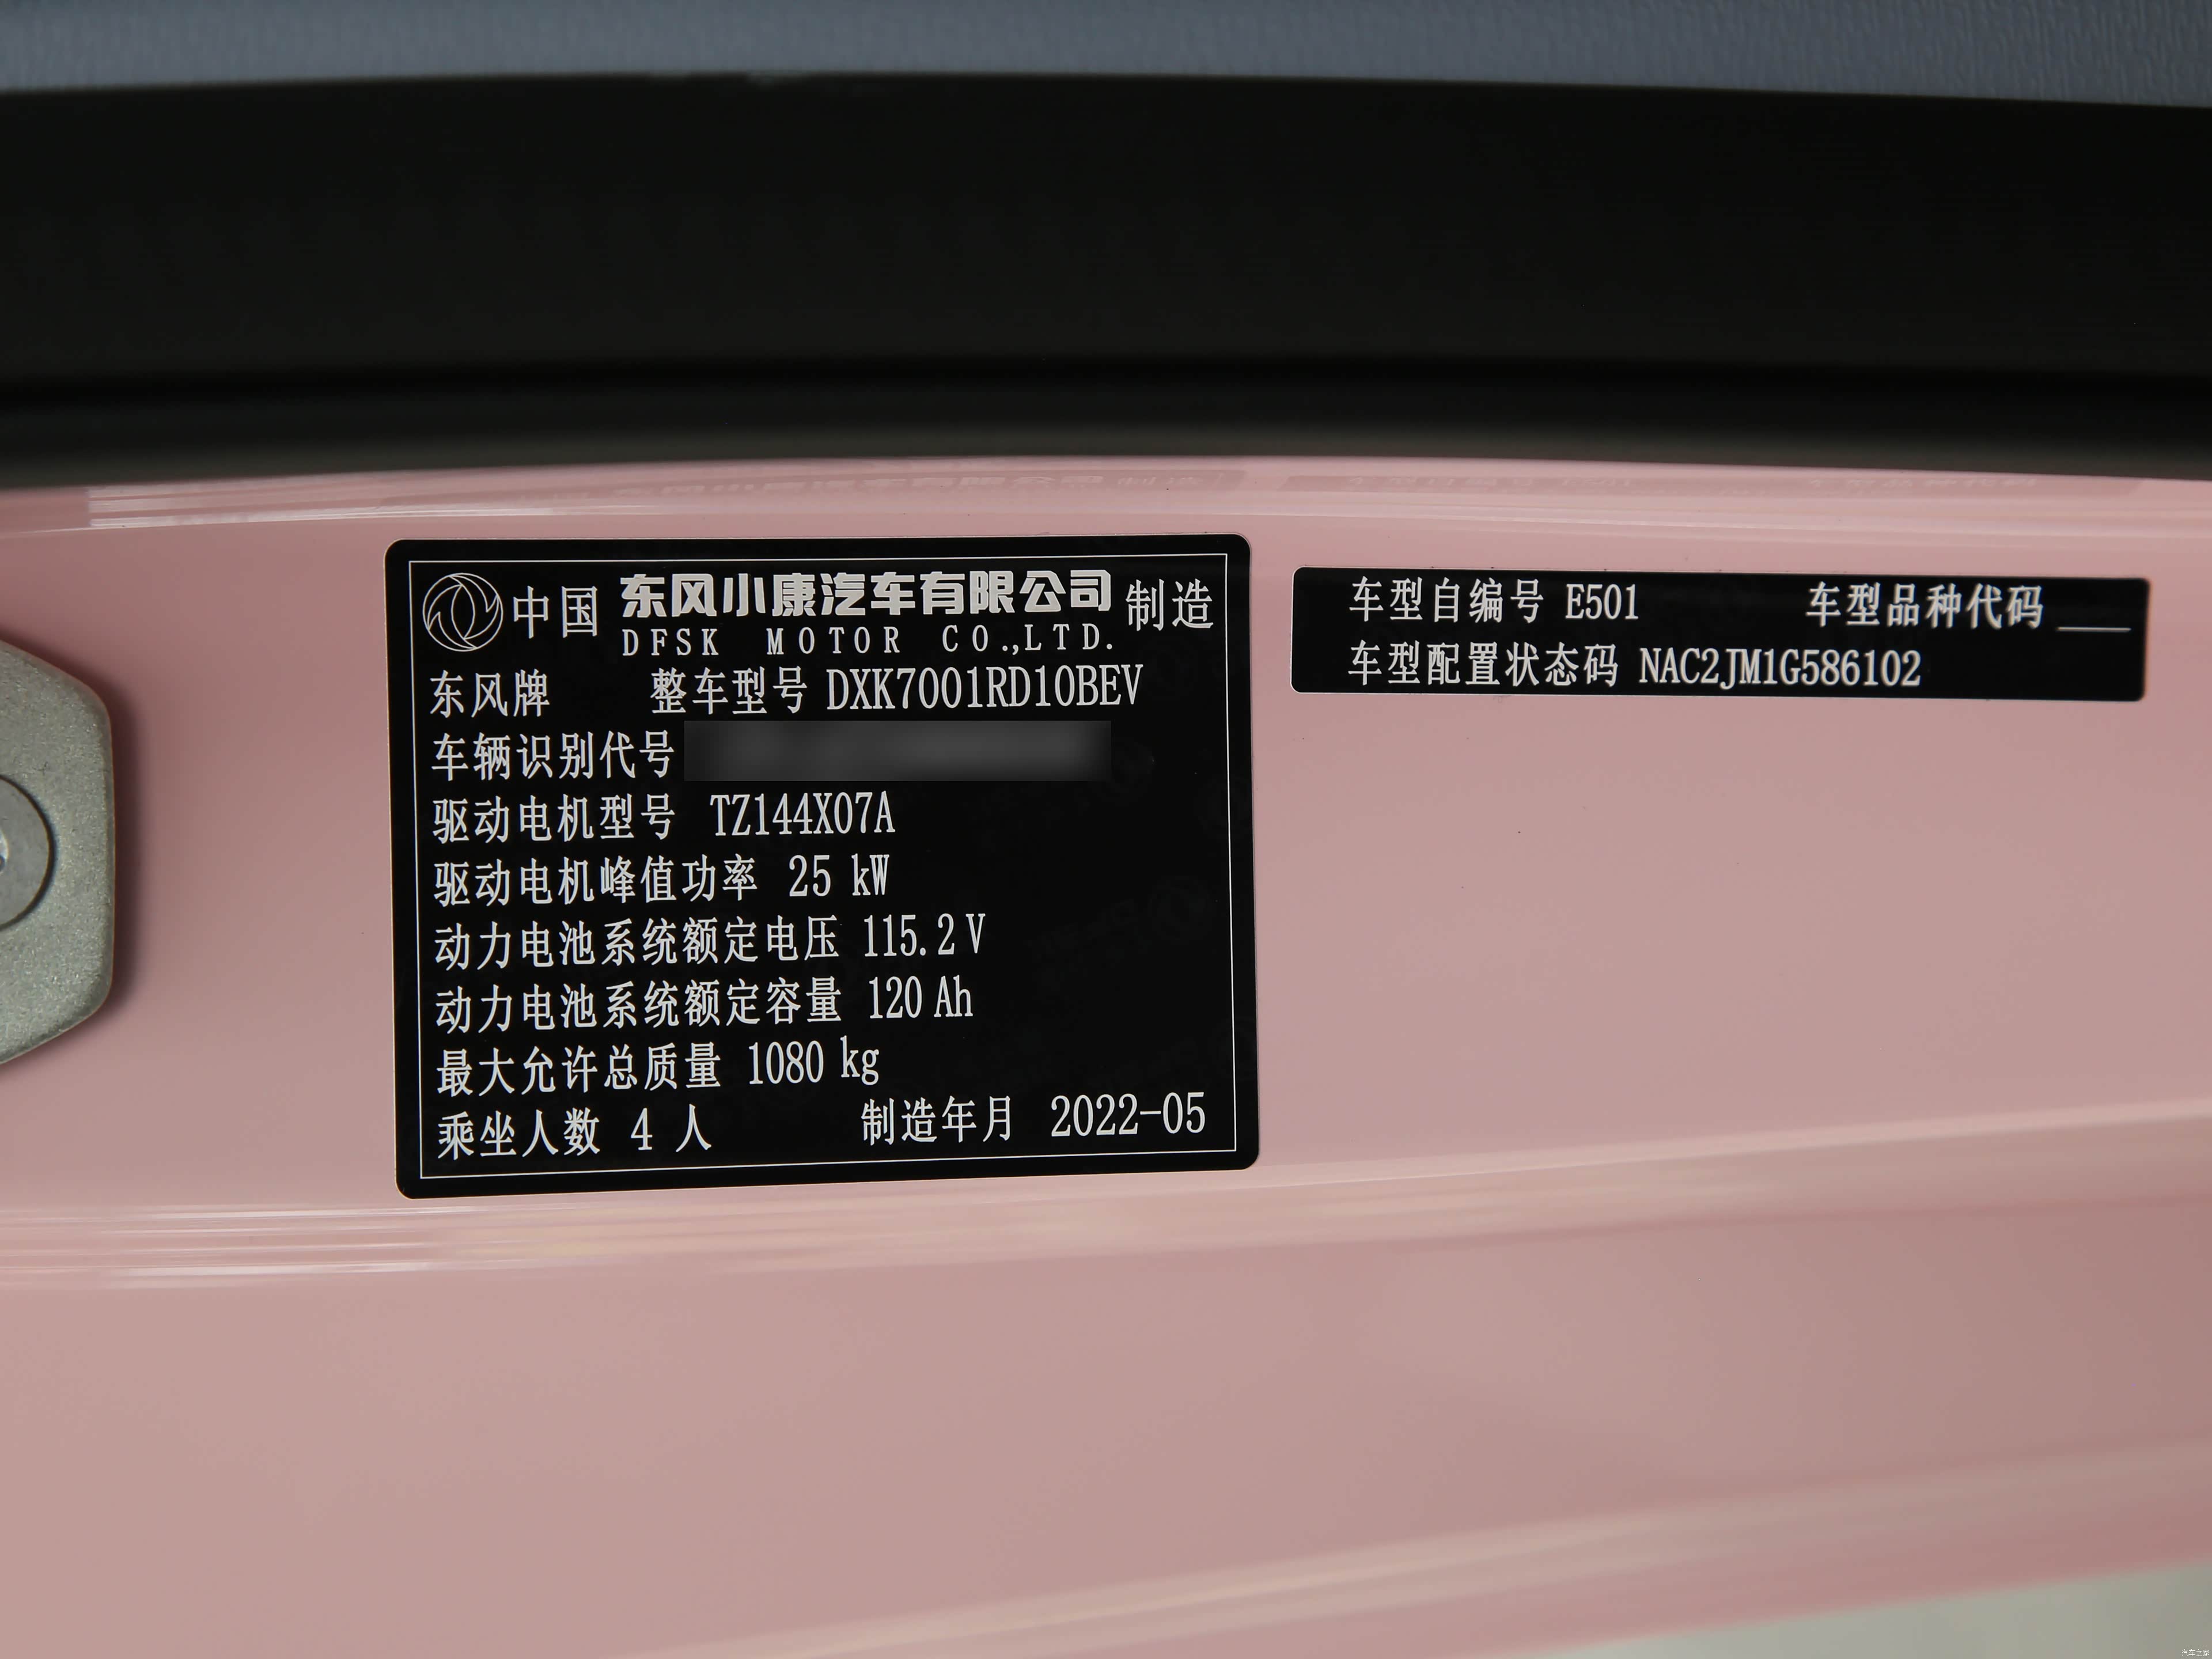 中国 东风小康汽车有限公司 制造
DFSK MOTOR CO.,LTD.
东风牌 整车型号 DXK7001RD10BEV
车辆识别代号
驱动电机型号 TZ144X07A
驱动电机峰值功率 25 kW
动力电池系统额定电压 115.2 V
动力电池系统额定容量 120 Ah
最大允许总质量 1080 kg
乘坐人数 4 人 制造年月 2022-05
车型自编号 E501 车型品种代码 ____
车型配置状态码 NAC2JM1G586102
汽车之家